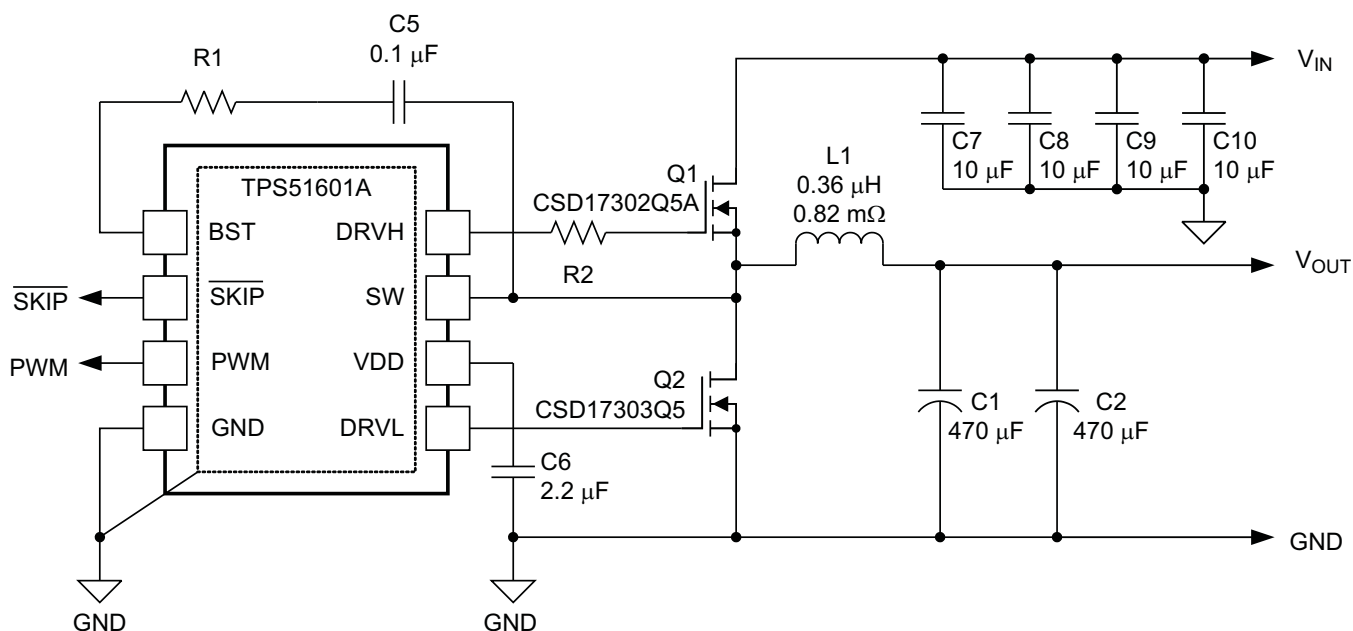 C5
0.1 μF
R1
V_IN
C7
10 μF
C8
10 μF
C9
10 μF
C10
10 μF
L1
0.36 μH
0.82 mΩ
Q1
CSD17302Q5A
TPS51601A
BST
DRVH
R2
V_OUT
SKIP
SKIP
SW
PWM
PWM
VDD
Q2
CSD17303Q5
GND
DRVL
C1
470 μF
C2
470 μF
C6
2.2 μF
GND
GND
GND